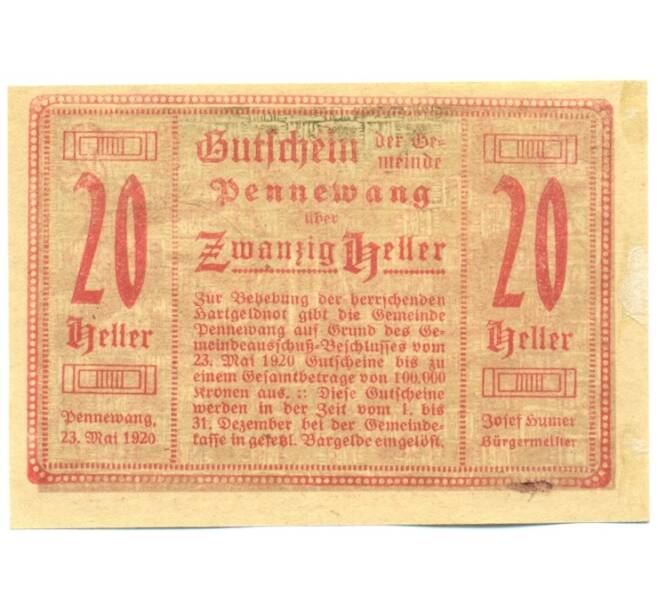 Gutschein der Ge=
meinde
Pennewang
über
Zwanzig Heller
20
Heller
Pennewang,
23. Mai 1920
Zur Behebung der herrschenden
Hartgeldnot gibt die Gemeinde
Pennewang auf Grund des Ge=
meindeausschuß-Beschlusses vom
23. Mai 1920 Gutscheine bis zu
einem Gesamtbetrage von 100.000
Kronen aus. :: Diese Gutscheine
werden in der Zeit vom 1. bis
31. Dezember bei der Gemeinde=
kasse in gesetzl. Bargelde eingelöst.
20
Heller
Josef Humer
Bürgermeister